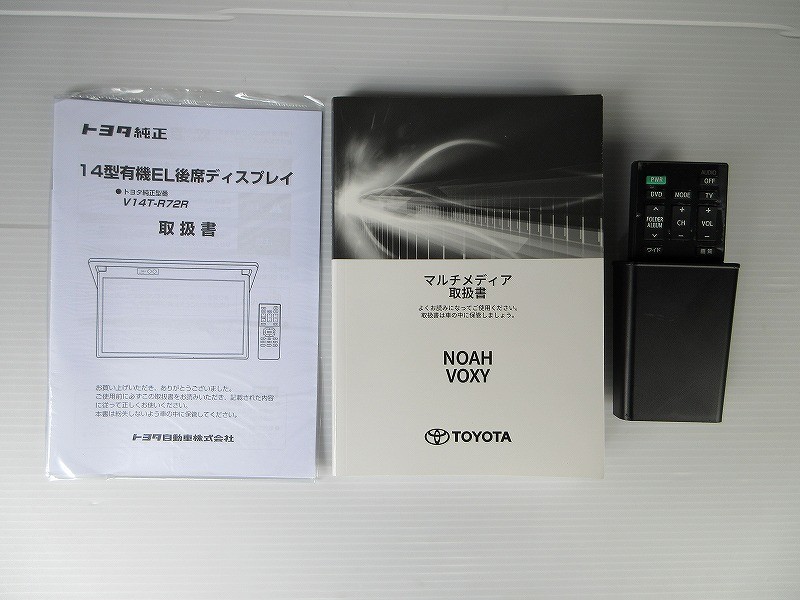 トヨタ純正
14型有機EL後席ディスプレイ
●トヨタ純正型番
V14T-R72R
取扱書
お買い上げいただき、ありがとうございました。
ご使用前に必ずこの取扱書をお読みいただき、記載された内容
に従って正しくお使いください。
本書は紛失しないよう車の中に保管してください。
トヨタ自動車株式会社
マルチメディア
取扱書
よくお読みになってご使用ください。
取扱書は車の中に保管しましょう。
NOAH
VOXY
TOYOTA
AUDIO
PWR OFF
DVD MODE TV
FOLDER
ALBUM
+ CH -
+ VOL -
ワイド